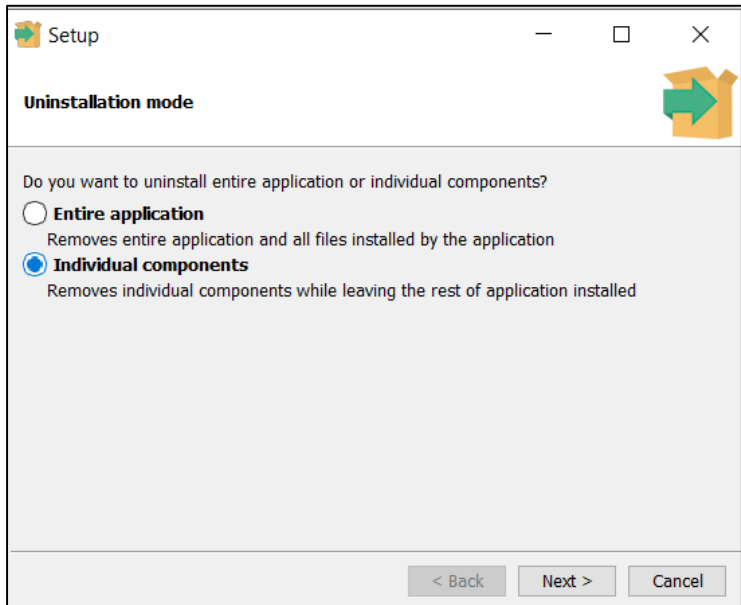 Setup
Uninstallation mode
Do you want to uninstall entire application or individual components?
Entire application
Removes entire application and all files installed by the application
Individual components
Removes individual components while leaving the rest of application installed
< Back Next > Cancel